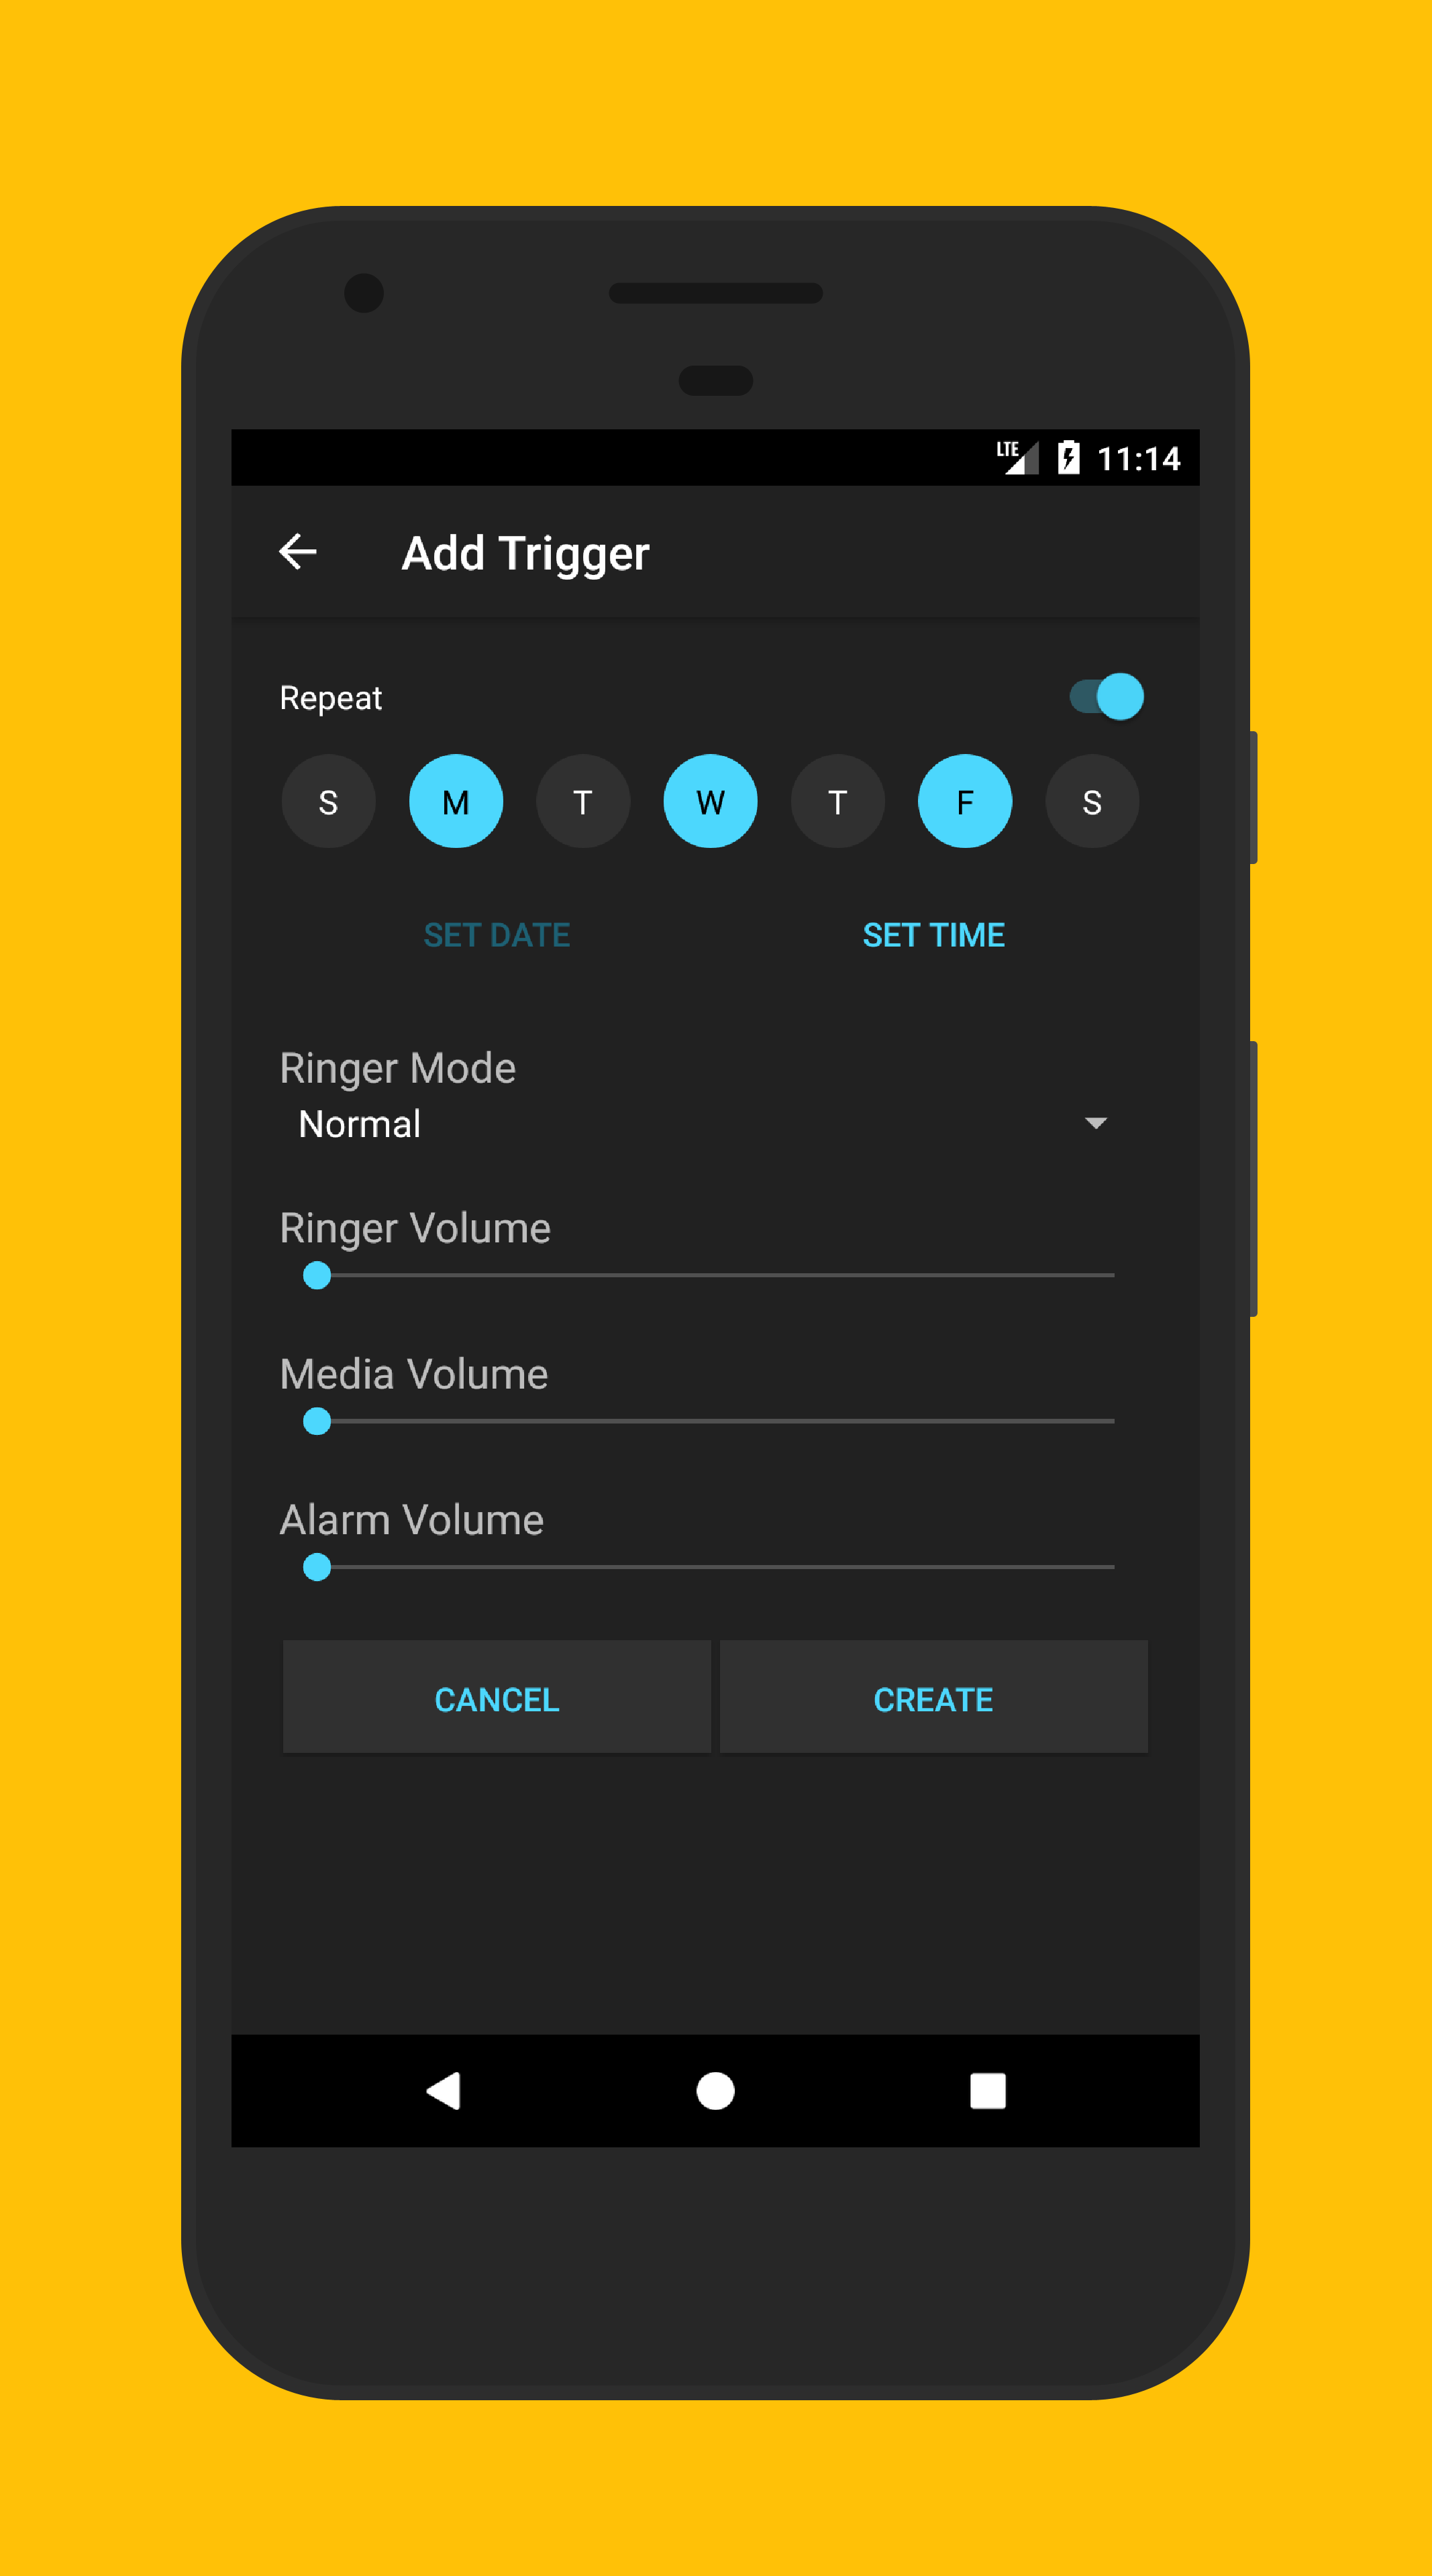 LTE 11:14
Add Trigger
Repeat
S M T W T F S
SET DATE SET TIME
Ringer Mode
Normal
Ringer Volume
Media Volume
Alarm Volume
CANCEL CREATE